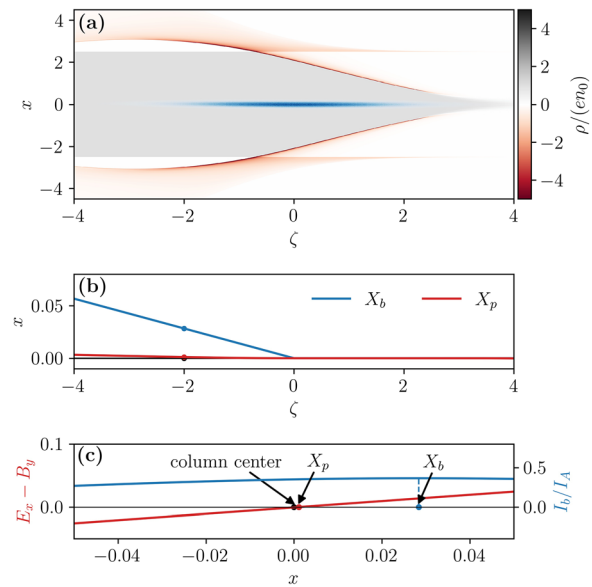 (a)
4
2
0
−2
−4
x
−4
−2
0
2
4
ζ
4
2
0
−2
−4
ρ/(en₀)
(b)
X_b
X_p
0.05
0.00
x
−4
−2
0
2
4
ζ
(c)
column center
X_p
X_b
0.1
0.0
E_x − B_y
0.5
0.0
I_b/I_A
−0.04
−0.02
0.00
0.02
0.04
x